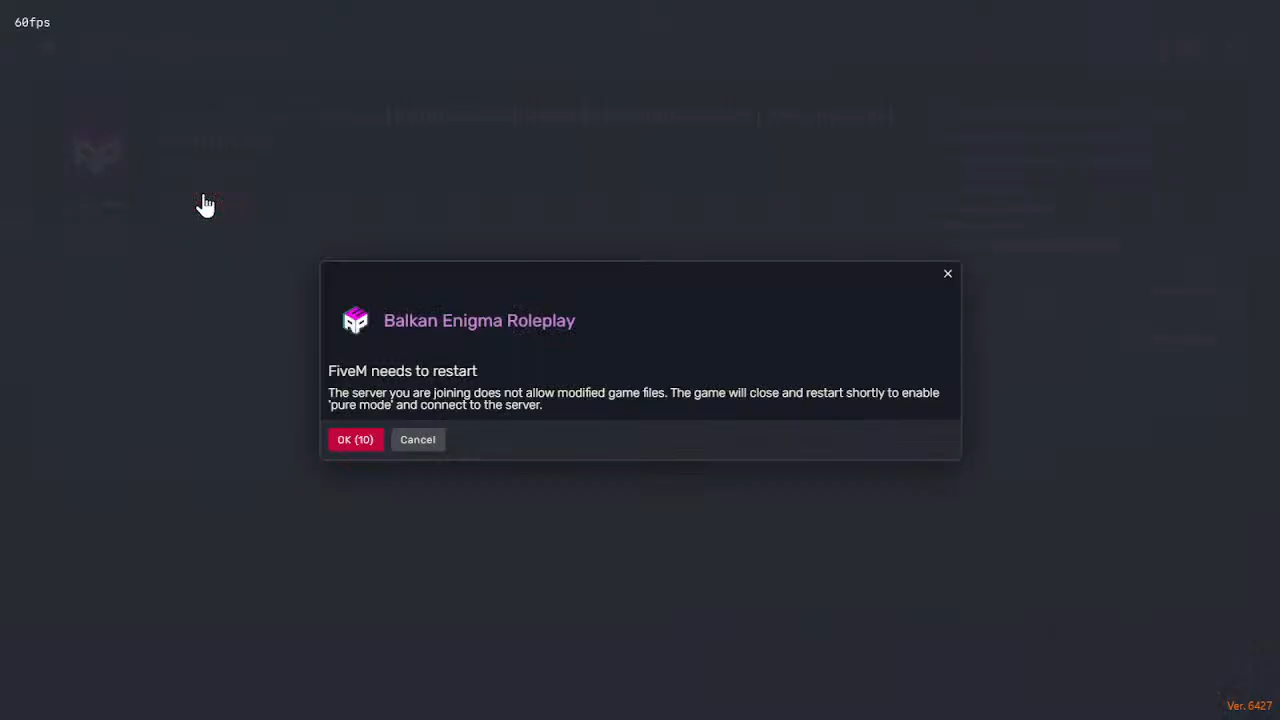 60fps
Balkan Enigma Roleplay
FiveM needs to restart
The server you are joining does not allow modified game files. The game will close and restart shortly to enable
'pure mode' and connect to the server.
OK (10)
Cancel
Ver. 6427